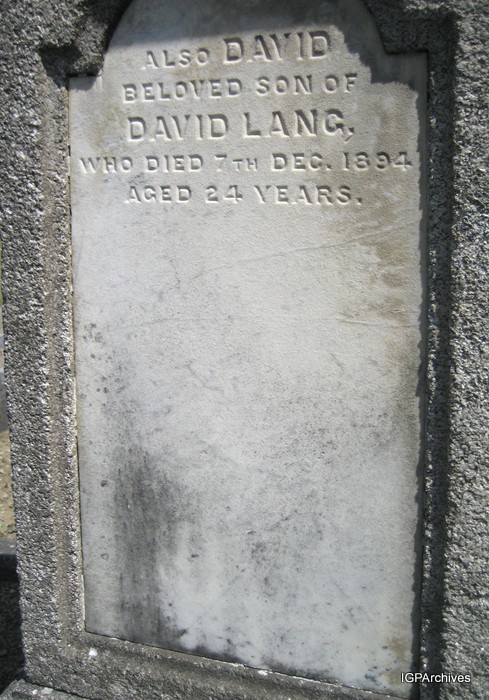 ALSO DAVID
BELOVED SON OF
DAVID LANG,
WHO DIED 7TH DEC. 1894
AGED 24 YEARS.
IGPArchives